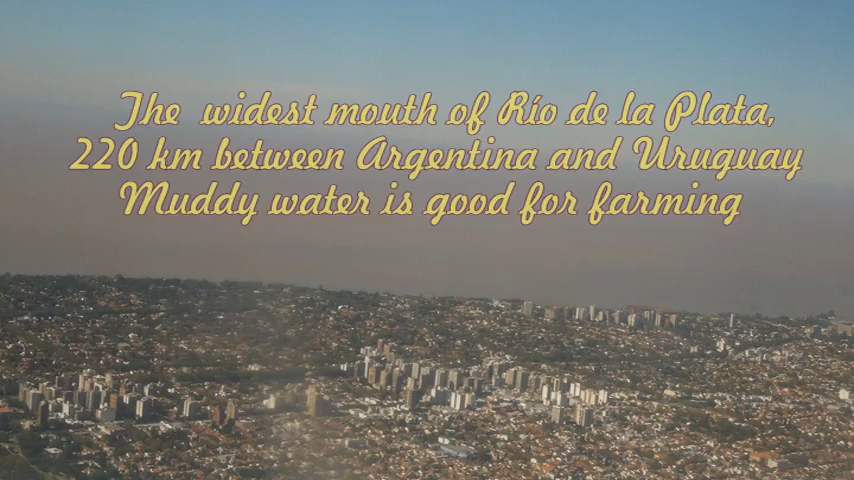 The widest mouth of Río de la Plata,
220 km between Argentina and Uruguay
Muddy water is good for farming